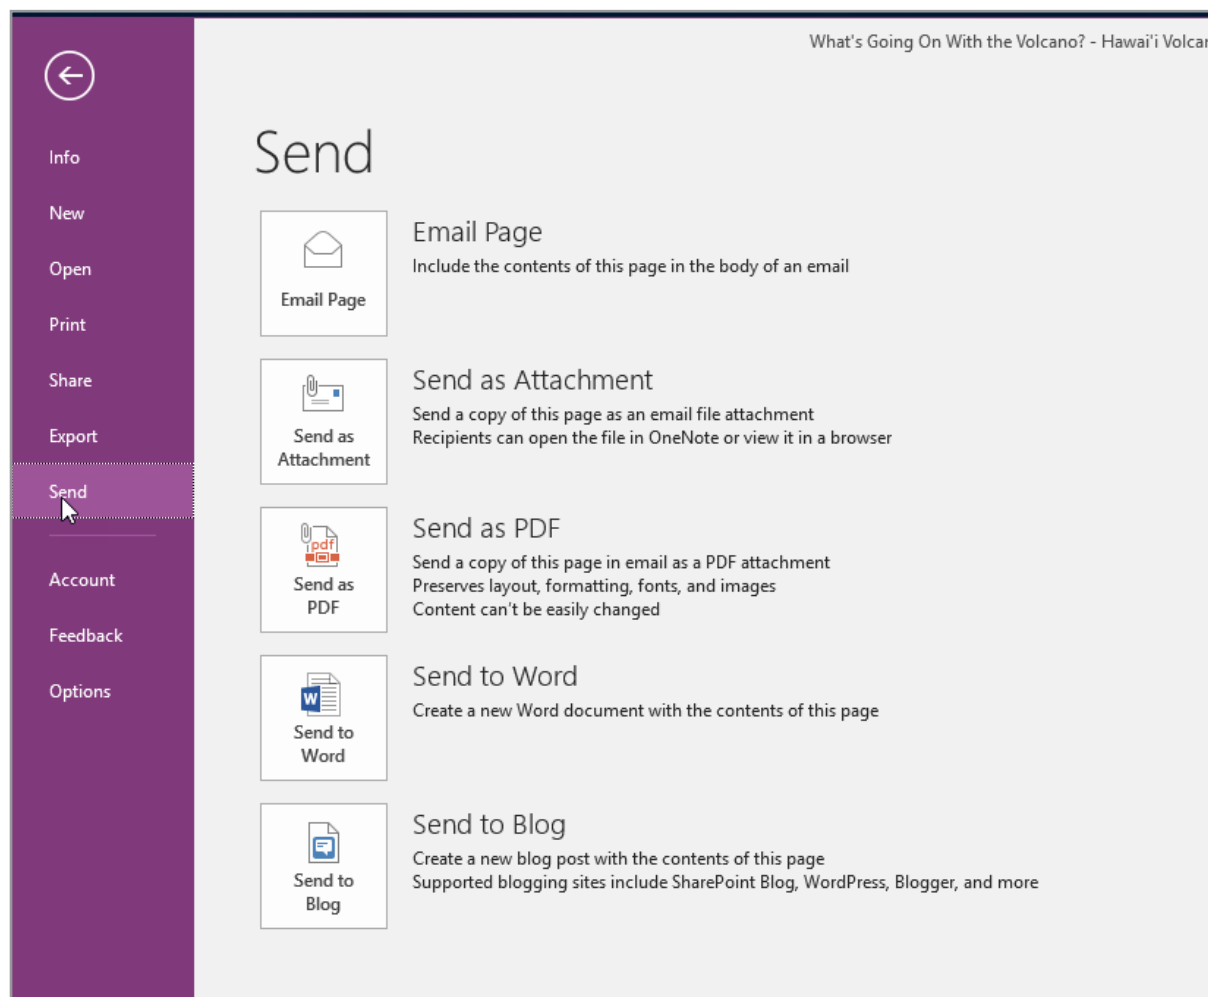 What's Going On With the Volcano? - Hawai'i
Info
New
Open
Print
Share
Export
Send
Account
Feedback
Options
Send
Email Page
Email Page
Include the contents of this page in the body of an email
Send as
Attachment
Send as Attachment
Send a copy of this page as an email file attachment
Recipients can open the file in OneNote or view it in a browser
pdf
Send as
PDF
Send as PDF
Send a copy of this page in email as a PDF attachment
Preserves layout, formatting, fonts, and images
Content can't be easily changed
W
Send to
Word
Send to Word
Create a new Word document with the contents of this page
Send to
Blog
Send to Blog
Create a new blog post with the contents of this page
Supported blogging sites include SharePoint Blog, WordPress, Blogger, and more